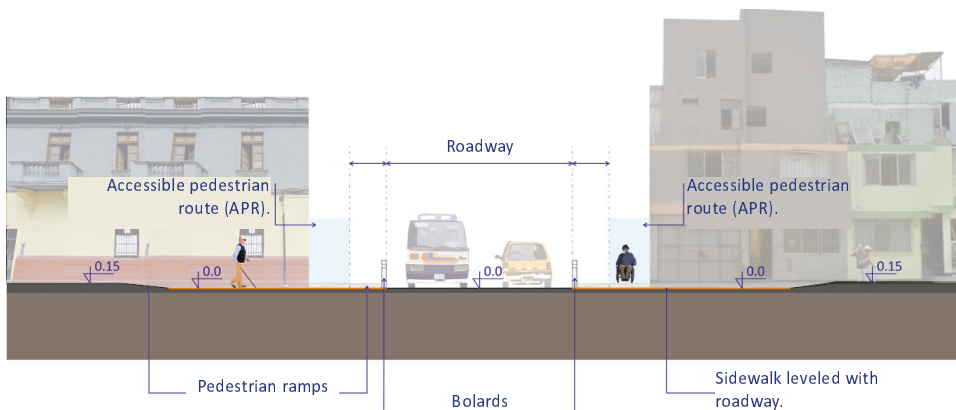 Roadway
Accessible pedestrian
route (APR).
Accessible pedestrian
route (APR).
0.15
0.0
0.0
0.0
0.15
Pedestrian ramps
Bolards
Sidewalk leveled with
roadway.